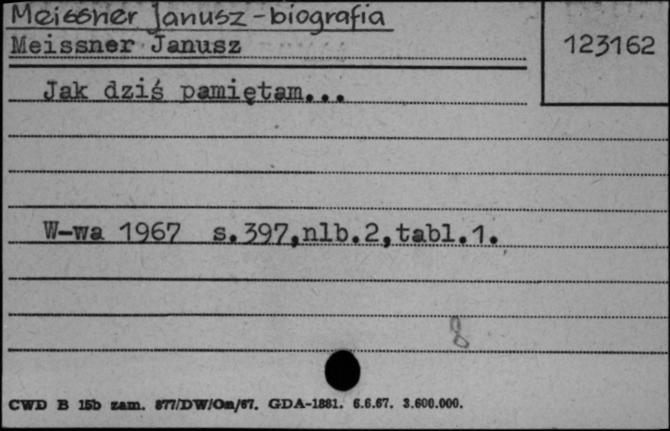 Meissner Janusz - biografia
Meissner Janusz
123162
Jak dziś pamiętam...
W-wa 1967 s.397,nlb.2,tabl.1.
8
CWD B 15b zam. 877/DW/Om/67. GDA-1881. 6.6.67. 3.600.000.